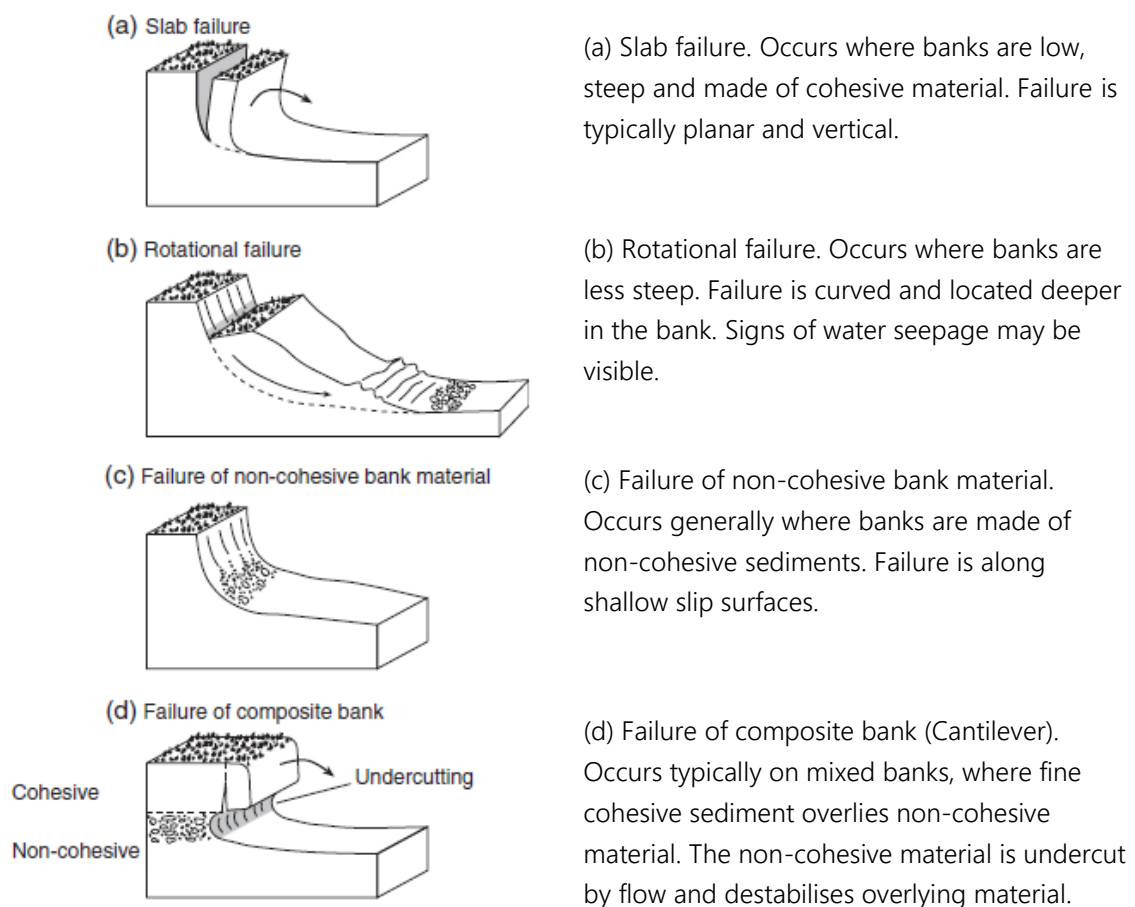 (a) Slab failure
(a) Slab failure. Occurs where banks are low,
steep and made of cohesive material. Failure is
typically planar and vertical.
(b) Rotational failure
(b) Rotational failure. Occurs where banks are
less steep. Failure is curved and located deeper
in the bank. Signs of water seepage may be
visible.
(c) Failure of non-cohesive bank material
(c) Failure of non-cohesive bank material.
Occurs generally where banks are made of
non-cohesive sediments. Failure is along
shallow slip surfaces.
(d) Failure of composite bank
Undercutting
Cohesive
Non-cohesive
(d) Failure of composite bank (Cantilever).
Occurs typically on mixed banks, where fine
cohesive sediment overlies non-cohesive
material. The non-cohesive material is undercut
by flow and destabilises overlying material.